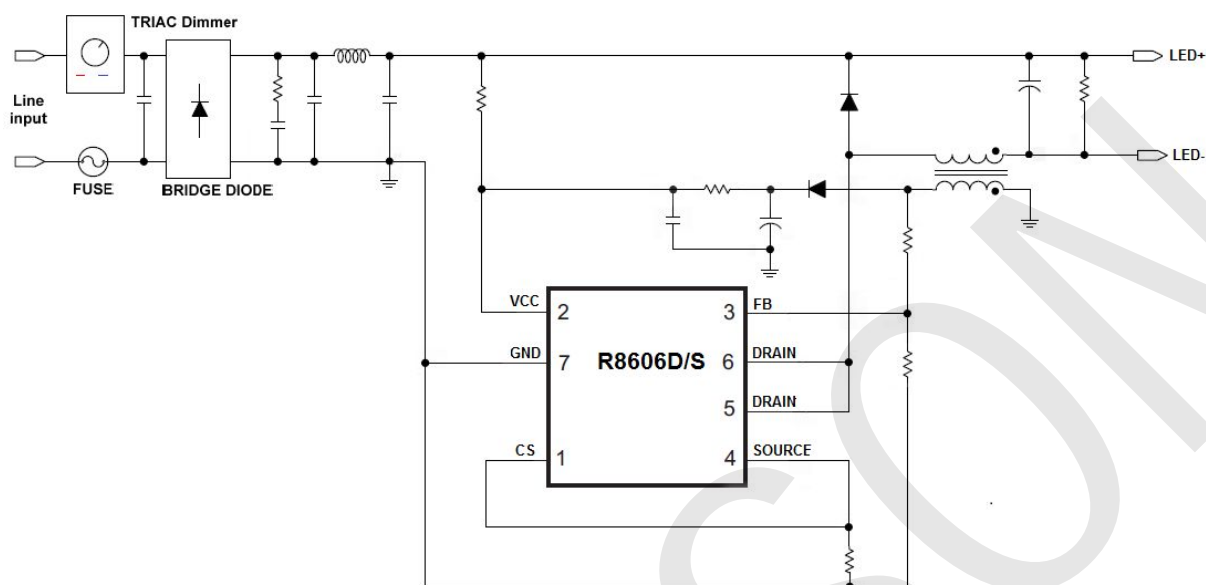 TRIAC Dimmer
LED+
Line
input
LED-
FUSE
BRIDGE DIODE
VCC
2
3
FB
GND
7
R8606D/S
6
DRAIN
5
DRAIN
CS
1
4
SOURCE
SON